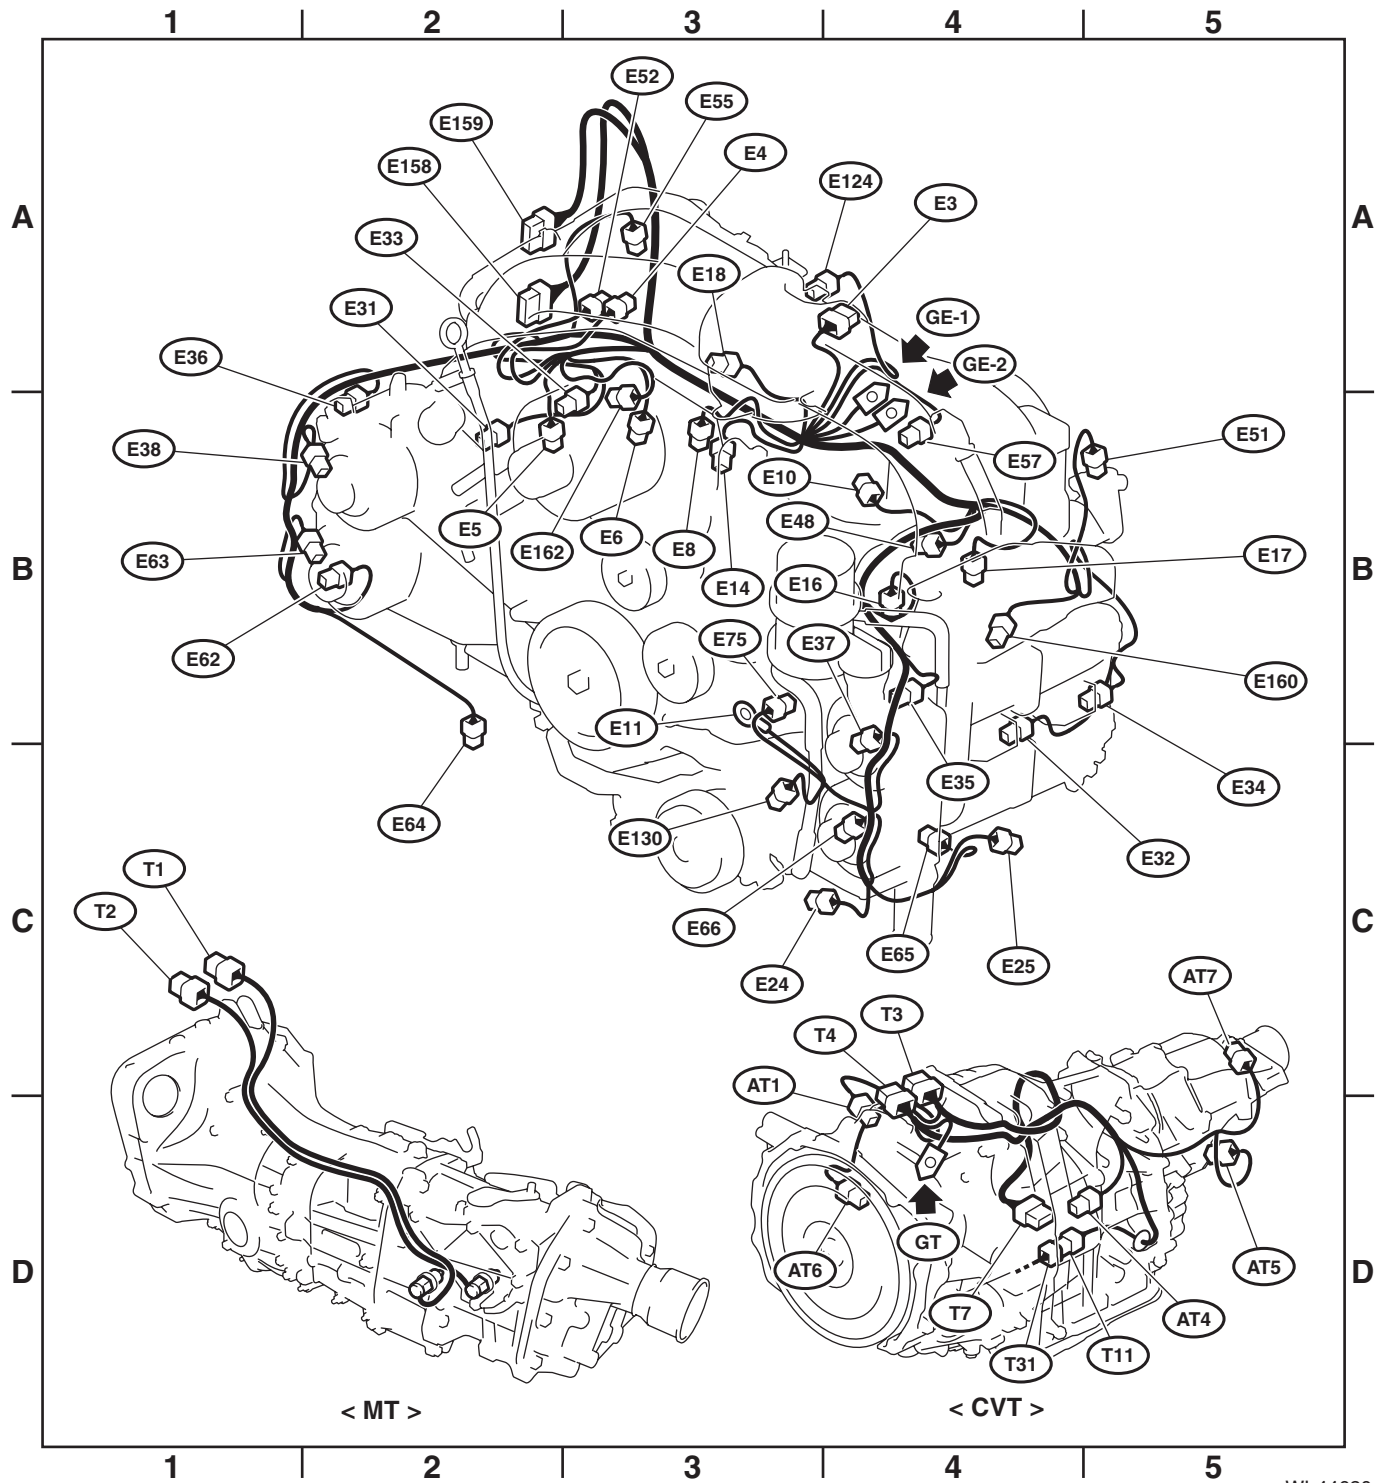 1 2 3 4 5
E52
E55
E159
E4
E158
E124
E3
A A
E33
E18
E31
GE-1
E36
GE-2
E38
E51
E57
E10
E48
E5
E162
E6
E8
E63
E17
B B
E14
E16
E75
E37
E62
E160
E11
E35
E34
E64
E130
E32
T1
T2
C C
E66
E65
E25
E24
AT7
T3
T4
AT1
GT
AT6
AT5
D D
T7
AT4
T31
T11
< MT >
< CVT >
1 2 3 4 5